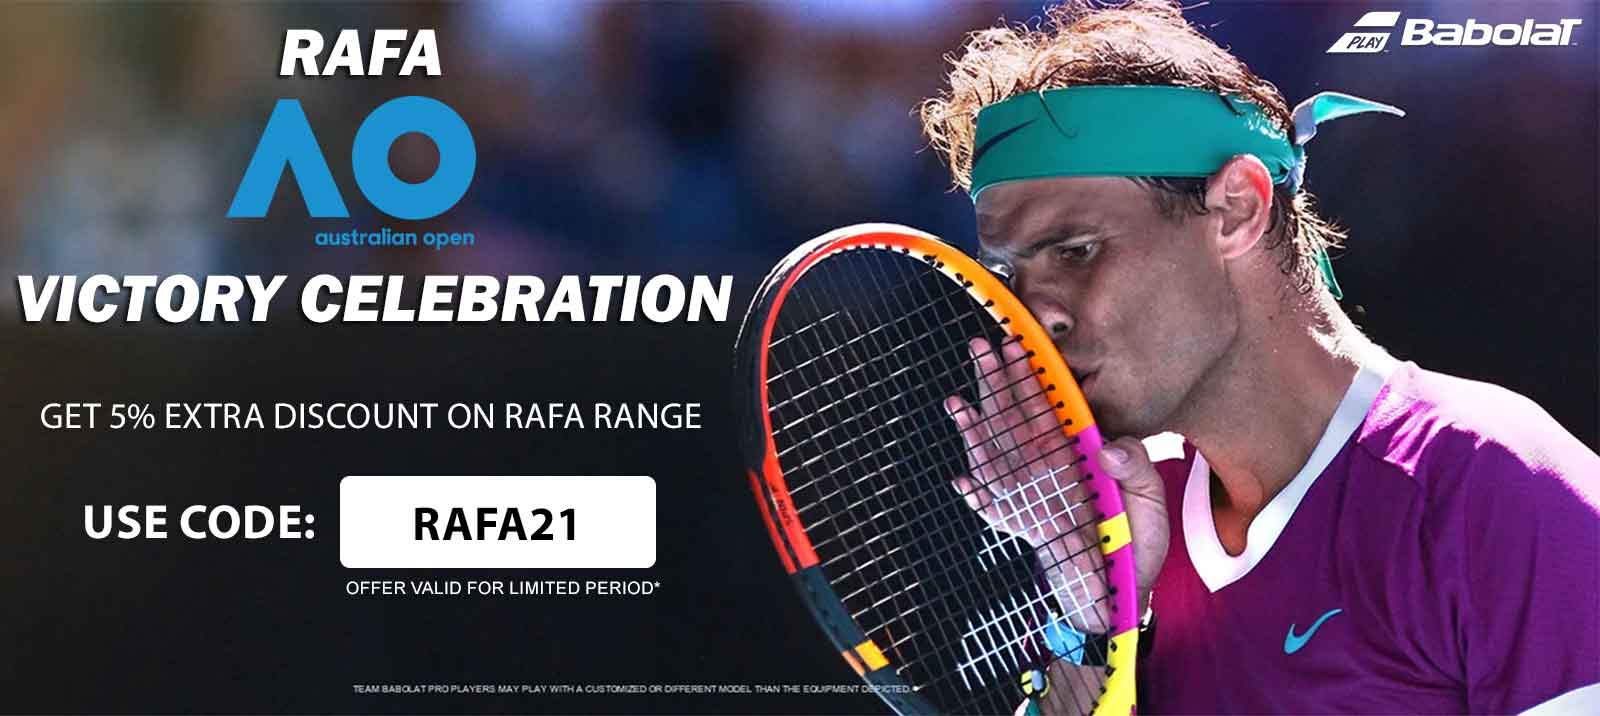 RAFA
AO
australian open
VICTORY CELEBRATION
GET 5% EXTRA DISCOUNT ON RAFA RANGE
USE CODE: RAFA21
OFFER VALID FOR LIMITED PERIOD*
TEAM BABOLAT PRO PLAYERS MAY PLAY WITH A CUSTOMIZED OR DIFFERENT MODEL THAN THE EQUIPMENT DEPICTED.
PLAY BabolaT